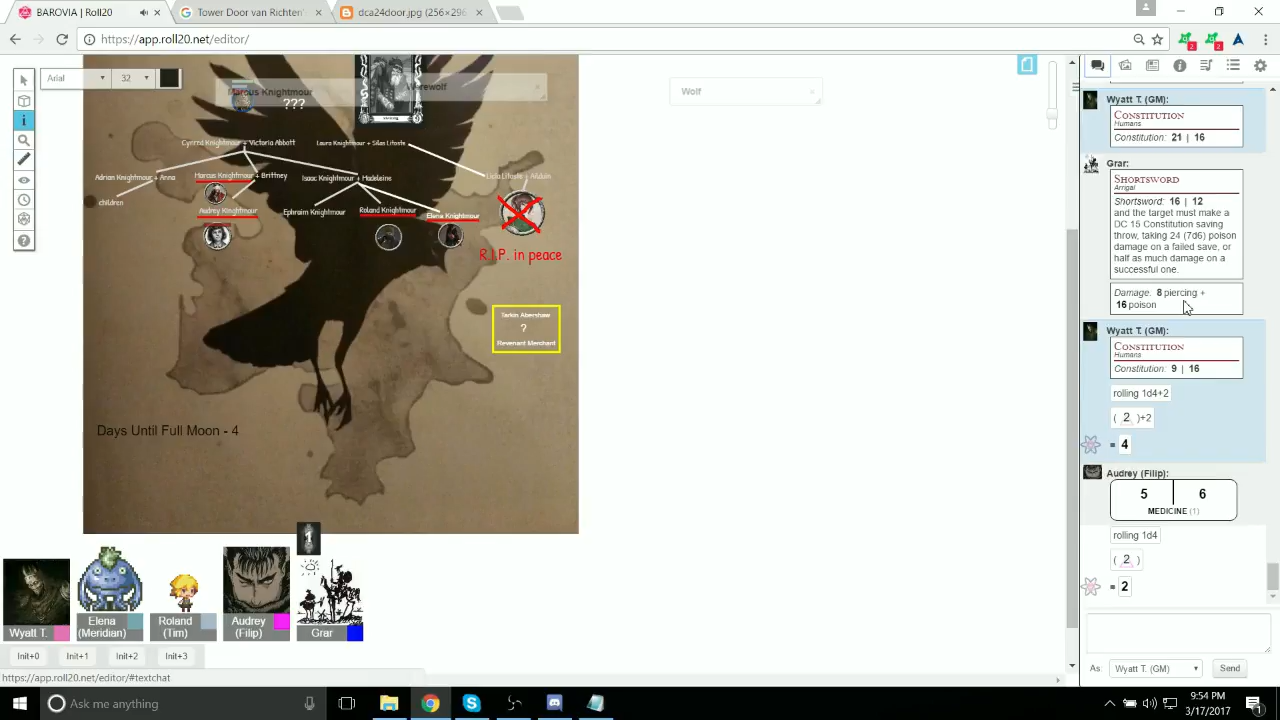 BAROVIA | Roll20
Tower Door van Richten'
dca24door.jpg (256×296
https://app.roll20.net/editor/
Arial
32
Marcus Knightmour
Werewolf
Wolf
???
Cyrred Knightmour + Victoria Abbott
Laura Knightmour + Silas Litoste
Adrian Knightmour + Anna
Marcus Knightmour + Brittney
Isaac Knightmour + Madeleine
children
Audrey Knightmour
Ephraim Knightmour
Roland Knightmour
Elena Knightmour
R.I.P. in peace
Tarkin Abershaw
?
Revenant Merchant
Days Until Full Moon - 4
1
Wyatt T.
Elena
(Meridian)
Roland
(Tim)
Audrey
(Filip)
Grar
Init+0
Init+1
Init+2
Init+3
https://app.roll20.net/editor/#textchat
Wyatt T. (GM):
CONSTITUTION
Humans
Constitution: 21 | 16
Grar:
SHORTSWORD
Arrigal
Shortsword: 16 | 12
and the target must make a
DC 15 Constitution saving
throw, taking 24 (7d6) poison
damage on a failed save, or
half as much damage on a
successful one.
Damage: 8 piercing +
16 poison
Wyatt T. (GM):
CONSTITUTION
Humans
Constitution: 9 | 16
rolling 1d4+2
( 2 )+2
= 4
Audrey (Filip):
5 6
MEDICINE (1)
rolling 1d4
( 2 )
= 2
As: Wyatt T. (GM)
Send
Ask me anything
9:54 PM
3/17/2017